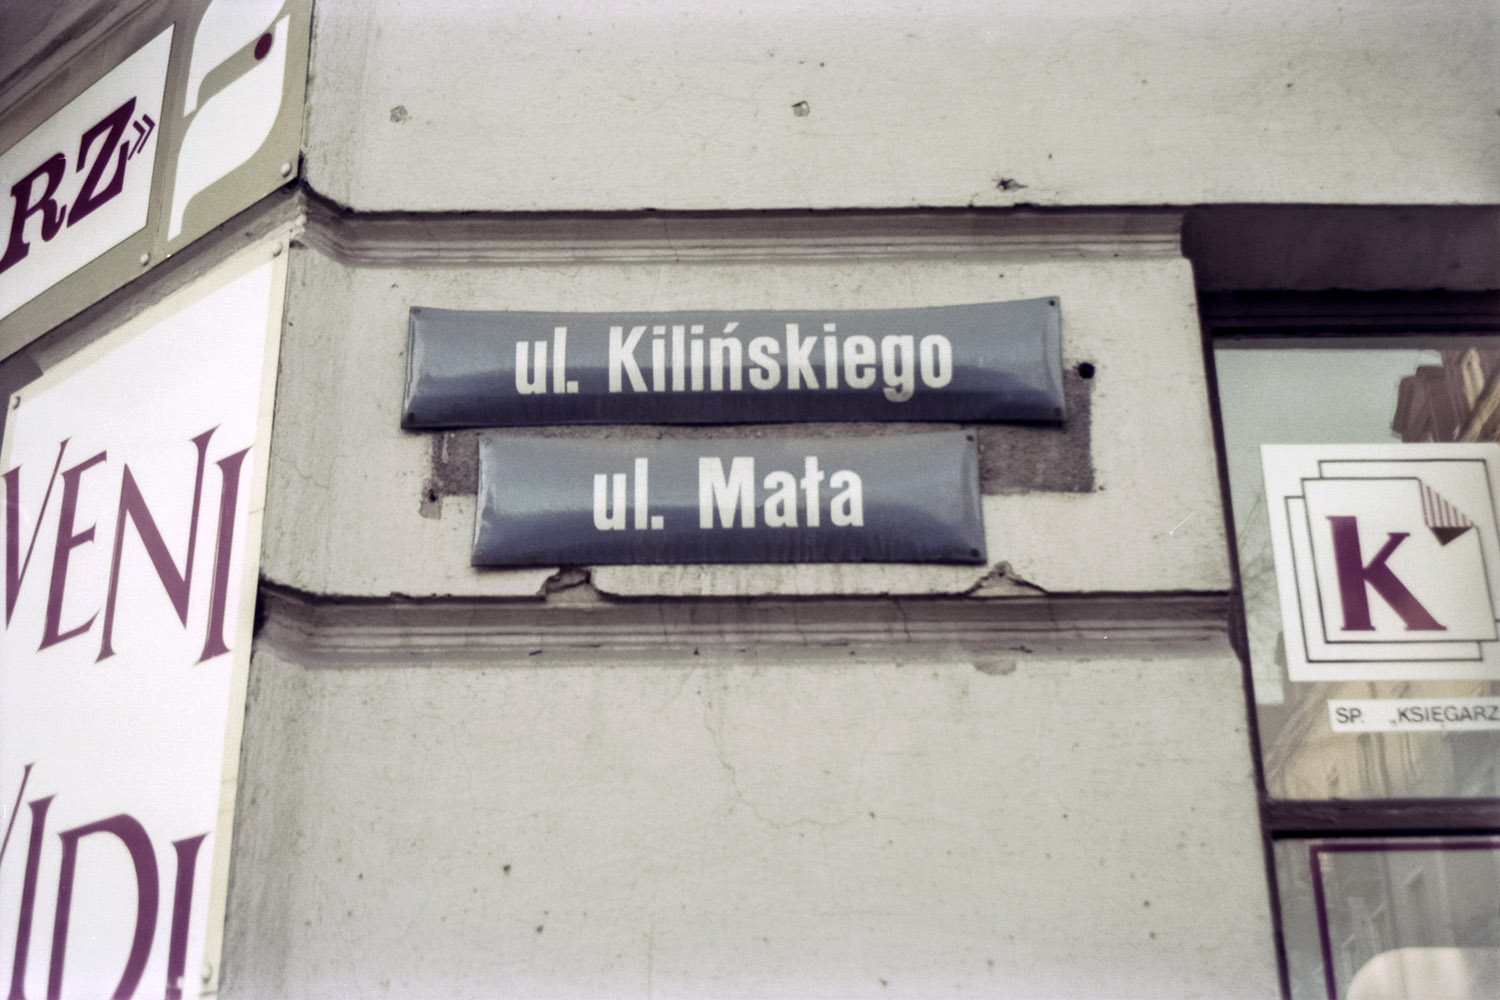 RZ»
VENI
VIDI
ul. Kilińskiego
ul. Mała
K
SP. „KSIĘGARZ